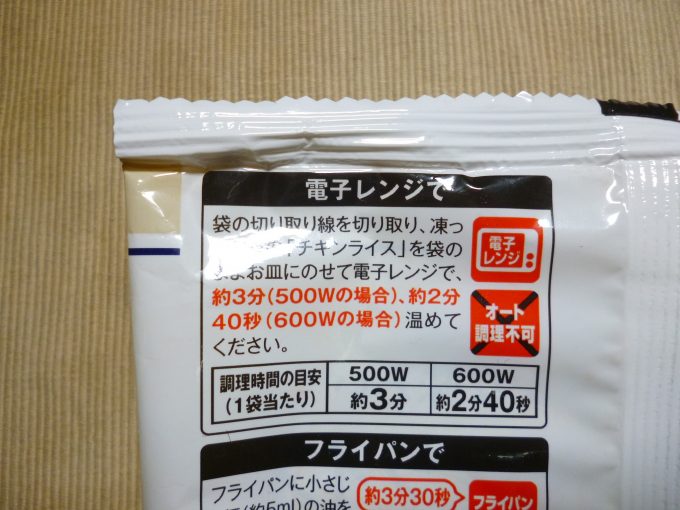 電子レンジで
袋の切り取り線を切り取り、凍っ
「チキンライス」を袋の
お皿にのせて電子レンジで、
約3分(500Wの場合)、約2分
40秒(600Wの場合)温めて
ください。
電子
レンジ
オート
調理不可
調理時間の目安
(1袋当たり)
500W
600W
約3分
約2分40秒
フライパンで
フライパンに小さじ
(約5ml)の油を
約3分30秒
フライパン